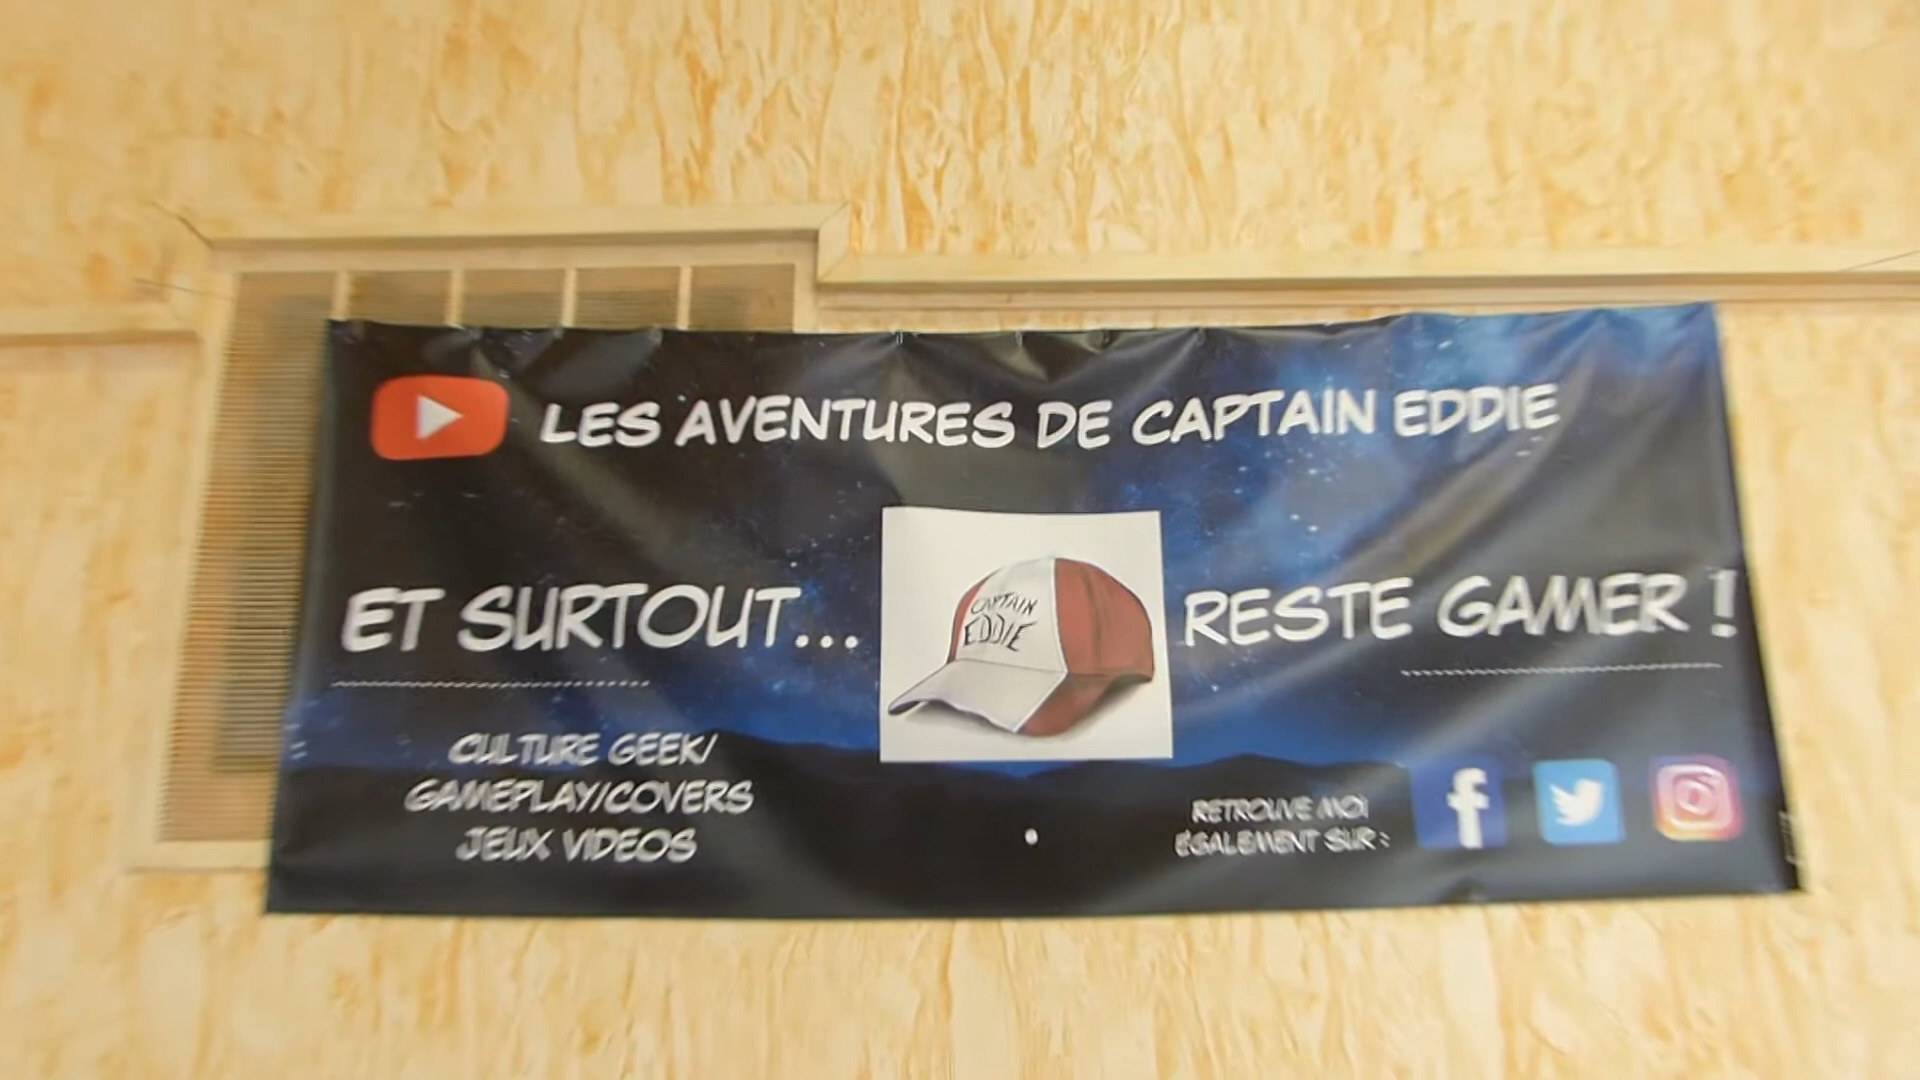 LES AVENTURES DE CAPTAIN EDDIE
ET SURTOUT...
CAPTAIN
EDDIE
RESTE GAMER !
CULTURE GEEK/
GAMEPLAY/COVERS
JEUX VIDEOS
RETROUVE MOI
ÉGALEMENT SUR :